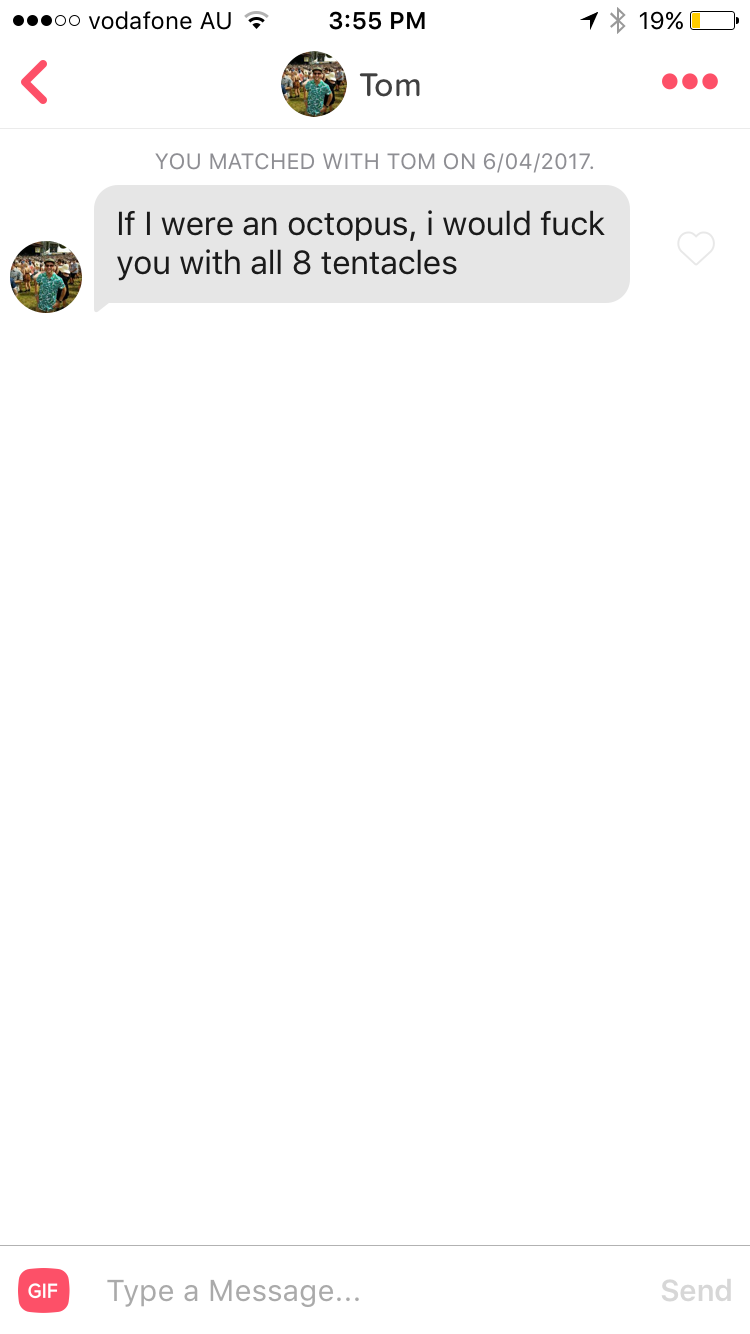 vodafone AU 3:55 PM 19%
Tom
YOU MATCHED WITH TOM ON 6/04/2017.
If I were an octopus, i would fuck
you with all 8 tentacles
GIF Type a Message... Send